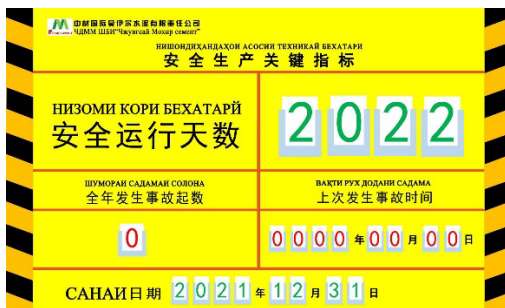 中材国际莫伊尔水泥有限责任公司
ҶДММ ШБИ"Чжунгсай Мохир семент"
НИШОНДИҲАНДАҲОИ АСОСИИ ТЕХНИКАИ БЕХАТАРИ
安全生产关键指标
НИЗОМИ КОРИ БЕХАТАРӢ
安全运行天数
2022
ШУМОРАИ САДАМАИ СОЛОНА
全年发生事故起数
0
ВАҚТИ РУХ ДОДАНИ САДАМА
上次发生事故时间
0000年00月00日
САНАИ日期 2021年12月31日